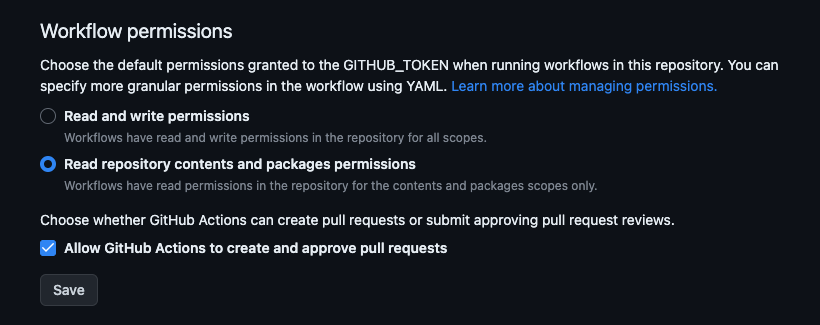 Workflow permissions
Choose the default permissions granted to the GITHUB_TOKEN when running workflows in this repository. You can
specify more granular permissions in the workflow using YAML. Learn more about managing permissions.
Read and write permissions
Workflows have read and write permissions in the repository for all scopes.
Read repository contents and packages permissions
Workflows have read permissions in the repository for the contents and packages scopes only.
Choose whether GitHub Actions can create pull requests or submit approving pull request reviews.
Allow GitHub Actions to create and approve pull requests
Save